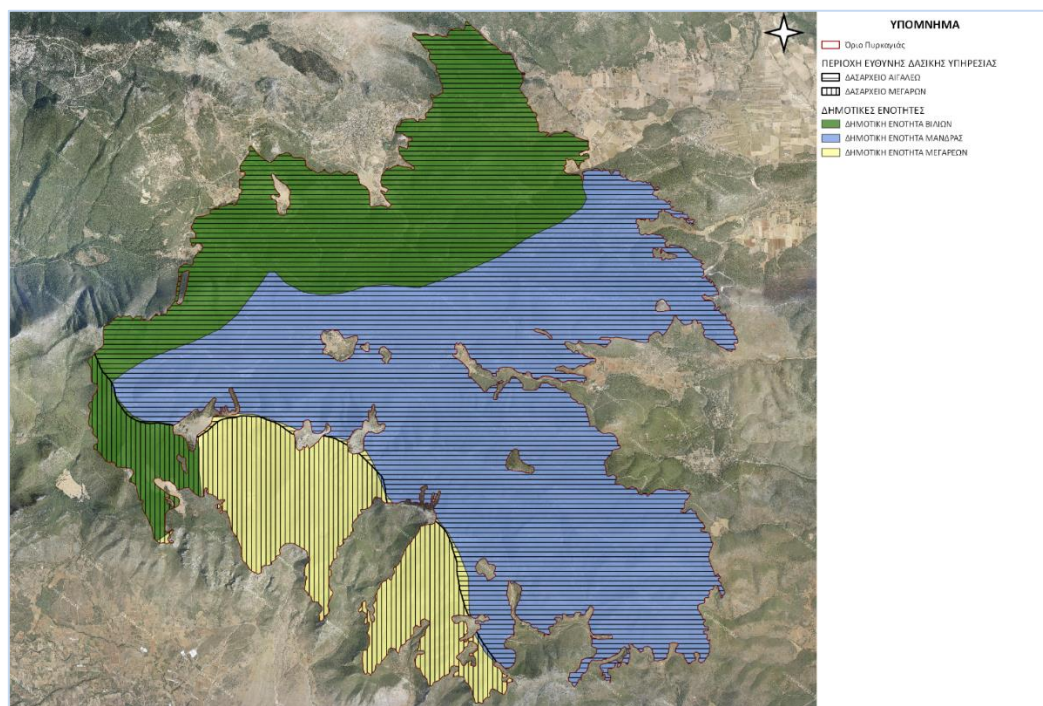 ΥΠΟΜΝΗΜΑ
Όριο Πυρκαγιάς
ΠΕΡΙΟΧΗ ΕΥΘΥΝΗΣ ΔΑΣΙΚΗΣ ΥΠΗΡΕΣΙΑΣ
ΔΑΣΑΡΧΕΙΟ ΑΙΓΑΛΕΩ
ΔΑΣΑΡΧΕΙΟ ΜΕΓΑΡΩΝ
ΔΗΜΟΤΙΚΕΣ ΕΝΟΤΗΤΕΣ
ΔΗΜΟΤΙΚΗ ΕΝΟΤΗΤΑ ΒΙΛΙΩΝ
ΔΗΜΟΤΙΚΗ ΕΝΟΤΗΤΑ ΜΑΝΔΡΑΣ
ΔΗΜΟΤΙΚΗ ΕΝΟΤΗΤΑ ΜΕΓΑΡΕΩΝ